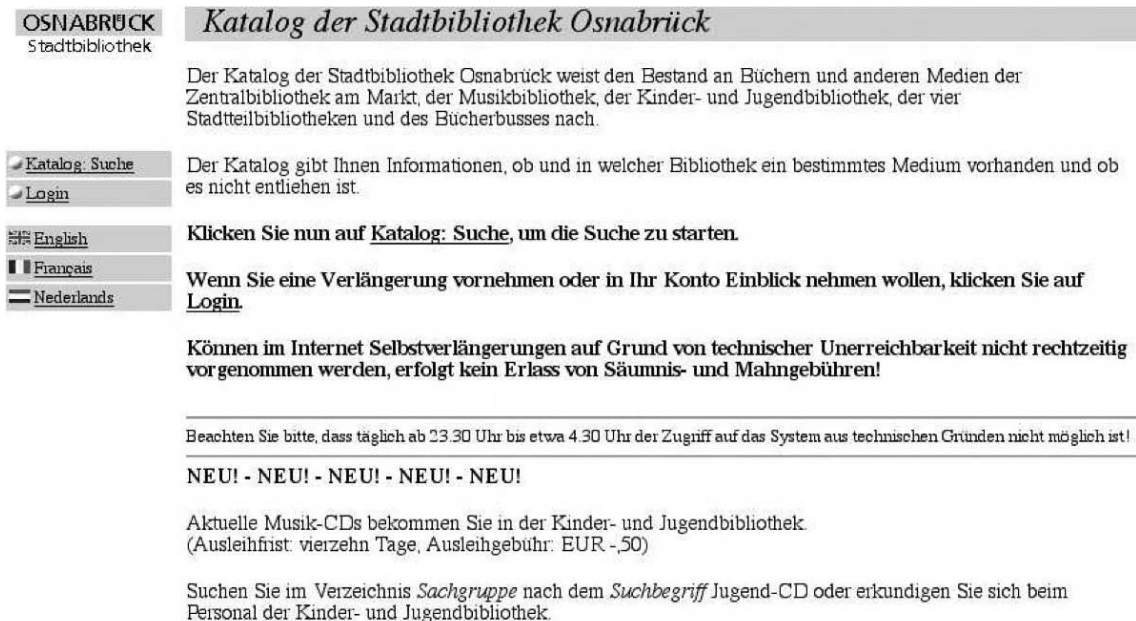 OSNABRÜCK
Stadtbibliothek
Katalog: Suche
Login
English
Français
Nederlands
Katalog der Stadtbibliothek Osnabrück
Der Katalog der Stadtbibliothek Osnabrück weist den Bestand an Büchern und anderen Medien der
Zentralbibliothek am Markt, der Musikbibliothek, der Kinder- und Jugendbibliothek, der vier
Stadtteilbibliotheken und des Bücherbusses nach.
Der Katalog gibt Ihnen Informationen, ob und in welcher Bibliothek ein bestimmtes Medium vorhanden und ob
es nicht entliehen ist.
Klicken Sie nun auf Katalog: Suche, um die Suche zu starten.
Wenn Sie eine Verlängerung vornehmen oder in Ihr Konto Einblick nehmen wollen, klicken Sie auf
Login.
Können im Internet Selbstverlängerungen auf Grund von technischer Unerreichbarkeit nicht rechtzeitig
vorgenommen werden, erfolgt kein Erlass von Säumnis- und Mahngebühren!
Beachten Sie bitte, dass täglich ab 23.30 Uhr bis etwa 4.30 Uhr der Zugriff auf das System aus technischen Gründen nicht möglich ist!
NEU! - NEU! - NEU! - NEU! - NEU!
Aktuelle Musik-CDs bekommen Sie in der Kinder- und Jugendbibliothek.
(Ausleihfrist: vierzehn Tage, Ausleihgebühr: EUR -,50)
Suchen Sie im Verzeichnis Sachgruppe nach dem Suchbegriff Jugend-CD oder erkundigen Sie sich beim
Personal der Kinder- und Jugendbibliothek.